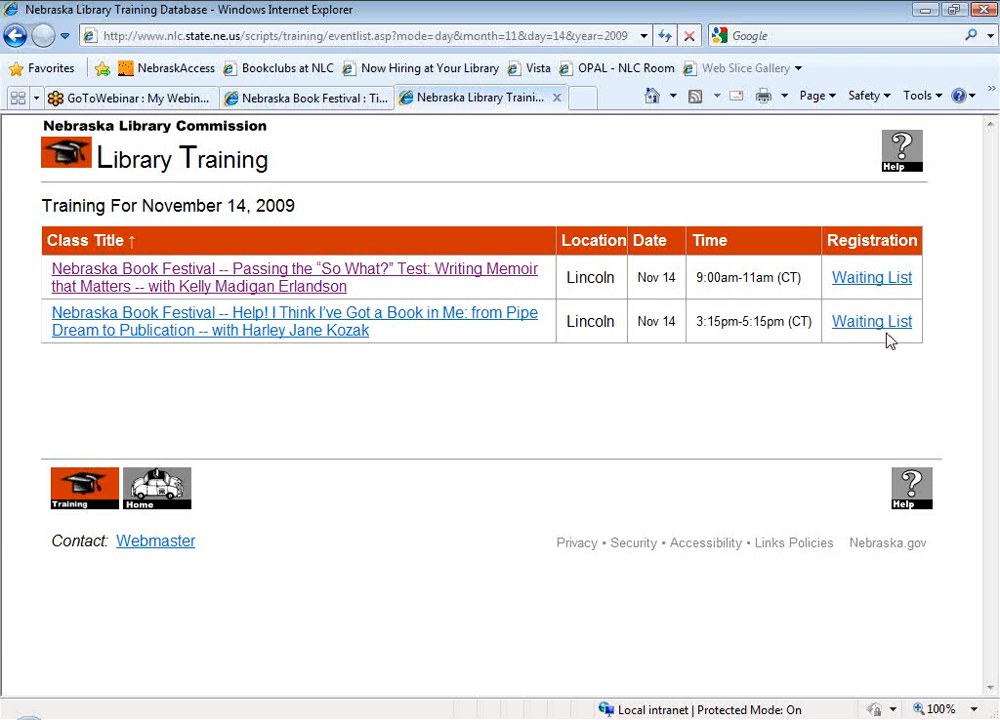 Nebraska Library Training Database - Windows Internet Explorer
http://www.nlc.state.ne.us/scripts/training/eventlist.asp?mode=day&month=11&day=14&year=2009
Google
Favorites NebraskAccess Bookclubs at NLC Now Hiring at Your Library Vista OPAL - NLC Room Web Slice Gallery
GoToWebinar : My Webin... Nebraska Book Festival : Ti... Nebraska Library Traini... Page Safety Tools
Nebraska Library Commission
Library Training
? Help
Training For November 14, 2009
Class Title ↑ Location Date Time Registration
Nebraska Book Festival -- Passing the “So What?” Test: Writing Memoir
that Matters -- with Kelly Madigan Erlandson
Lincoln Nov 14 9:00am-11am (CT) Waiting List
Nebraska Book Festival -- Help! I Think I've Got a Book in Me: from Pipe
Dream to Publication -- with Harley Jane Kozak
Lincoln Nov 14 3:15pm-5:15pm (CT) Waiting List
Training Home ? Help
Contact: Webmaster
Privacy • Security • Accessibility • Links Policies Nebraska.gov
Local intranet | Protected Mode: On 100%